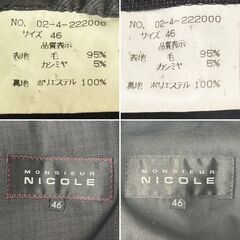 NO. 02-4-222000
サイズ 46
品質表示
表地 毛 95%
カシミヤ 5%
裏地 ポリエステル 100%
NO. 02-4-222000
サイズ 46
品質表示
表地 毛 95%
カシミヤ 5%
裏地 ポリエステル 100%
MONSIEUR
NICOLE
46
MONSIEUR
NICOLE
46